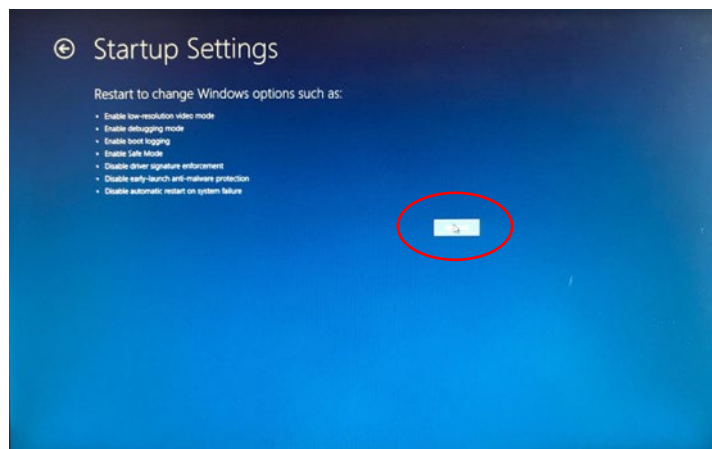 Startup Settings
Restart to change Windows options such as:
• Enable low-resolution video mode
• Enable debugging mode
• Enable boot logging
• Enable Safe Mode
• Disable driver signature enforcement
• Disable early-launch anti-malware protection
• Disable automatic restart on system failure